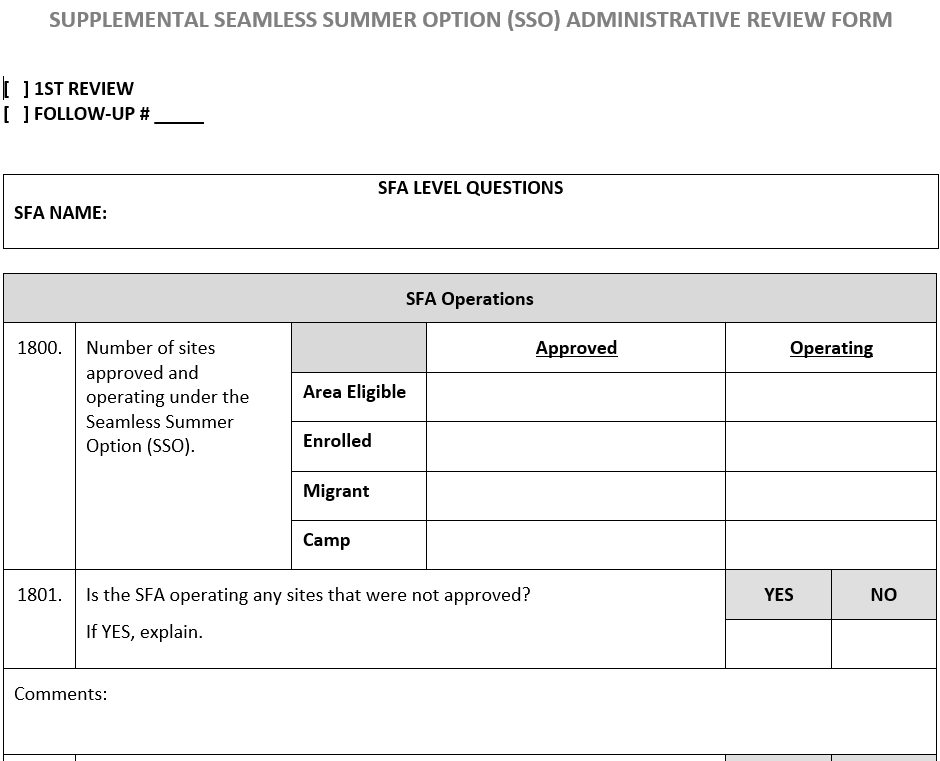 SUPPLEMENTAL SEAMLESS SUMMER OPTION (SSO) ADMINISTRATIVE REVIEW FORM
[ ] 1ST REVIEW
[ ] FOLLOW-UP # _____
SFA LEVEL QUESTIONS
SFA NAME:
SFA Operations
1800.
Number of sites
approved and
operating under the
Seamless Summer
Option (SSO).
Approved
Operating
Area Eligible
Enrolled
Migrant
Camp
1801.
Is the SFA operating any sites that were not approved?
If YES, explain.
YES
NO
Comments: